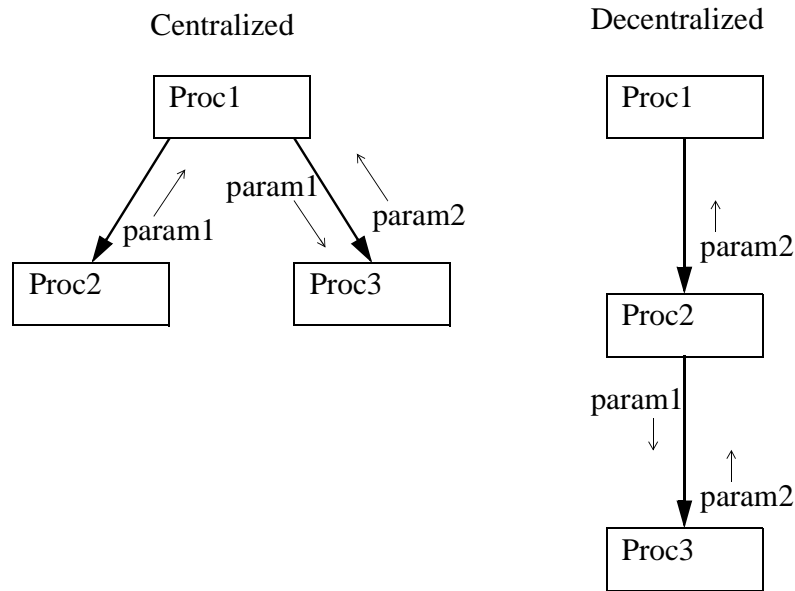 Centralized
Proc1
param1
param1
param2
Proc2
Proc3
Decentralized
Proc1
param2
Proc2
param1
param2
Proc3